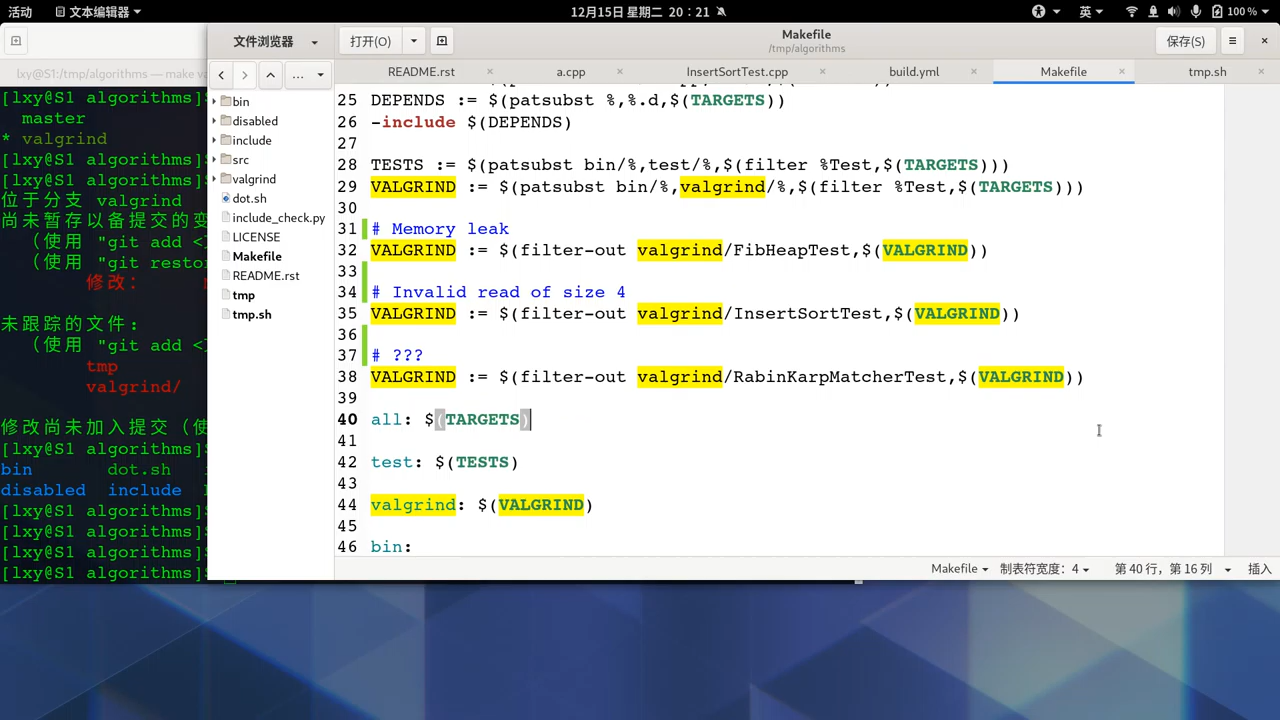 活动 文本编辑器 12月15日 星期二 20：21 英 100 %
lxy@S1:/tmp/algorithms — make va
文件浏览器 打开(O) Makefile 保存(S)
/tmp/algorithms
README.rst a.cpp InsertSortTest.cpp build.yml Makefile tmp.sh
[lxy@S1 algorithms]$
master
* valgrind
[lxy@S1 algorithms]$
[lxy@S1 algorithms]$
位于分支 valgrind
尚未暂存以备提交的变
（使用 "git add <
（使用 "git restor
修改：
未跟踪的文件:
（使用 "git add <
tmp
valgrind/
修改尚未加入提交（使
[lxy@S1 algorithms]$
bin dot.sh
disabled include
[lxy@S1 algorithms]$
[lxy@S1 algorithms]$
[lxy@S1 algorithms]$
[lxy@S1 algorithms]$
...
bin
disabled
include
src
valgrind
dot.sh
include_check.py
LICENSE
Makefile
README.rst
tmp
tmp.sh
25 DEPENDS := $(patsubst %,%.d,$(TARGETS))
26 -include $(DEPENDS)
27
28 TESTS := $(patsubst bin/%,test/%,$(filter %Test,$(TARGETS)))
29 VALGRIND := $(patsubst bin/%,valgrind/%,$(filter %Test,$(TARGETS)))
30
31 # Memory leak
32 VALGRIND := $(filter-out valgrind/FibHeapTest,$(VALGRIND))
33
34 # Invalid read of size 4
35 VALGRIND := $(filter-out valgrind/InsertSortTest,$(VALGRIND))
36
37 # ???
38 VALGRIND := $(filter-out valgrind/RabinKarpMatcherTest,$(VALGRIND))
39
40 all: $(TARGETS)
41
42 test: $(TESTS)
43
44 valgrind: $(VALGRIND)
45
46 bin:
Makefile 制表符宽度：4 第 40 行，第 16 列 插入